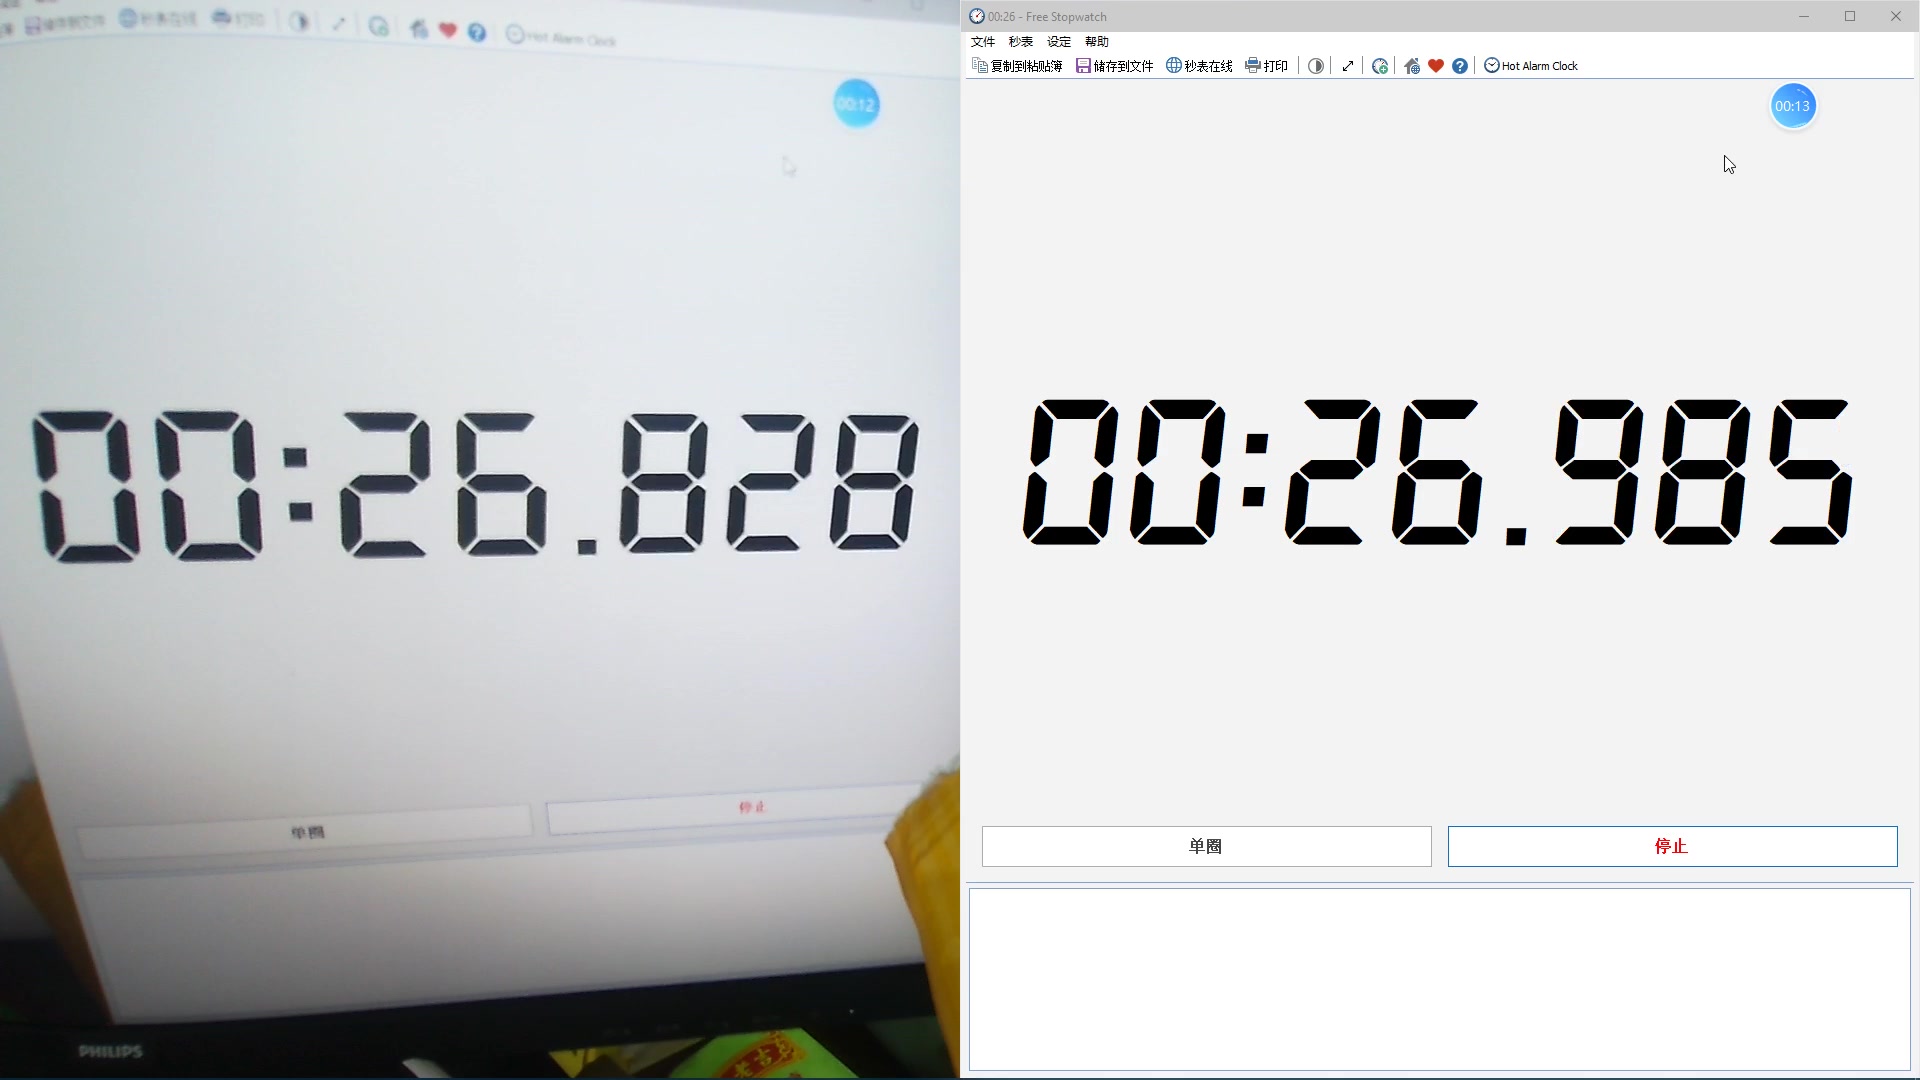 储存到文件 秒表在线 打印 Hot Alarm Clock
00:12
00:26.828
单圈 停止
PHILIPS
00:26 - Free Stopwatch
文件 秒表 设定 帮助
复制到粘贴簿 储存到文件 秒表在线 打印 Hot Alarm Clock
00:13
00:26.985
单圈 停止